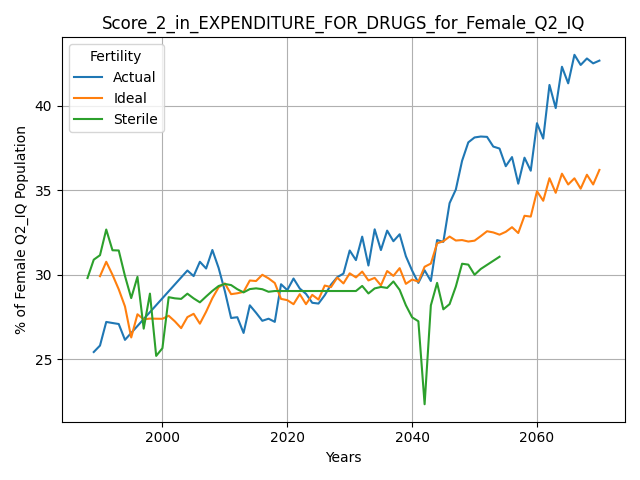 Score_2_in_EXPENDITURE_FOR_DRUGS_for_Female_Q2_IQ
Fertility
Actual
Ideal
Sterile
% of Female Q2_IQ Population
40
35
30
25
2000 2020 2040 2060
Years